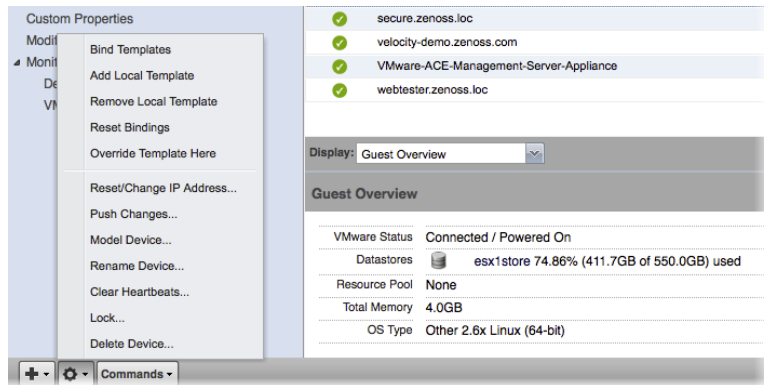 Custom Properties
Modif
Monit
De
VM
Bind Templates
Add Local Template
Remove Local Template
Reset Bindings
Override Template Here
Reset/Change IP Address...
Push Changes...
Model Device...
Rename Device...
Clear Heartbeats...
Lock...
Delete Device...
Commands
secure.zenoss.loc
velocity-demo.zenoss.com
VMware-ACE-Management-Server-Appliance
webtester.zenoss.loc
Display: Guest Overview
Guest Overview
VMware Status Connected / Powered On
Datastores esx1store 74.86% (411.7GB of 550.0GB) used
Resource Pool None
Total Memory 4.0GB
OS Type Other 2.6x Linux (64-bit)